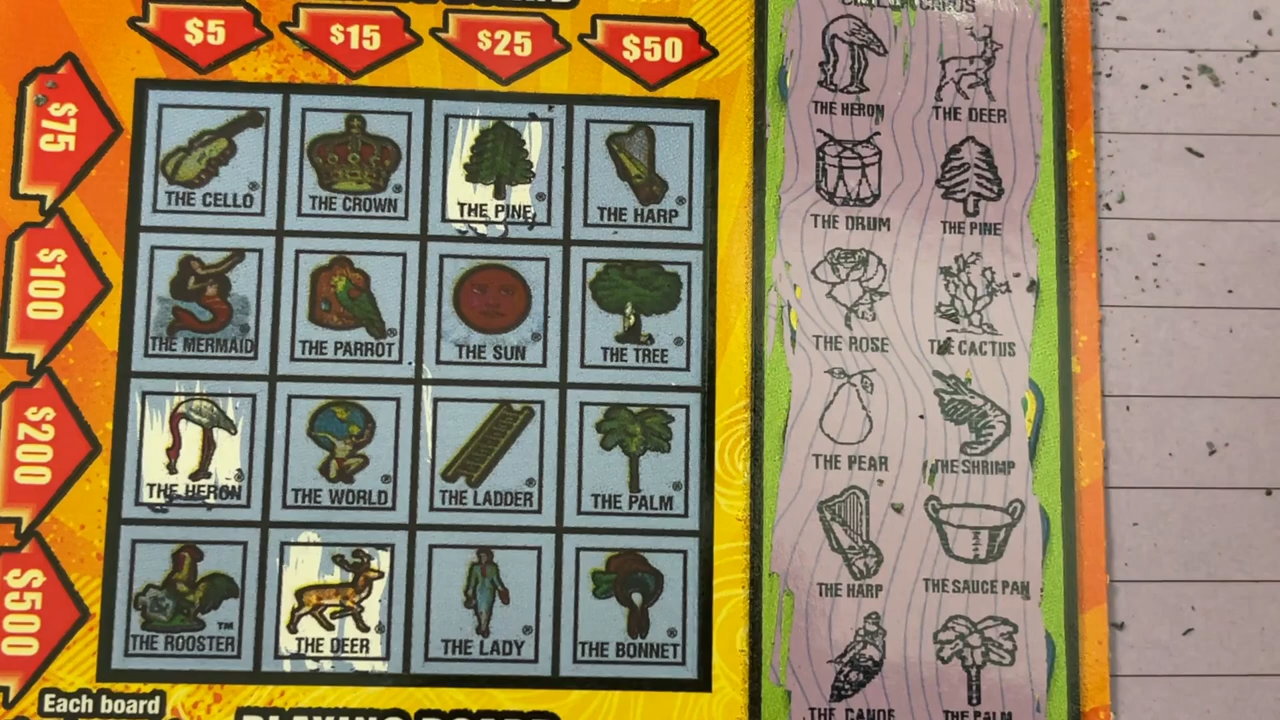 $5 $15 $25 $50
$75
$100
$200
$500
THE CELLO® THE CROWN® THE PINE® THE HARP®
THE MERMAID® THE PARROT® THE SUN® THE TREE®
THE HERON® THE WORLD® THE LADDER® THE PALM®
THE ROOSTER™ THE DEER® THE LADY® THE BONNET®
Each board
THE HERON THE DEER
THE DRUM THE PINE
THE ROSE THE CACTUS
THE PEAR THE SHRIMP
THE HARP THE SAUCE PAN
THE CANOE THE PALM